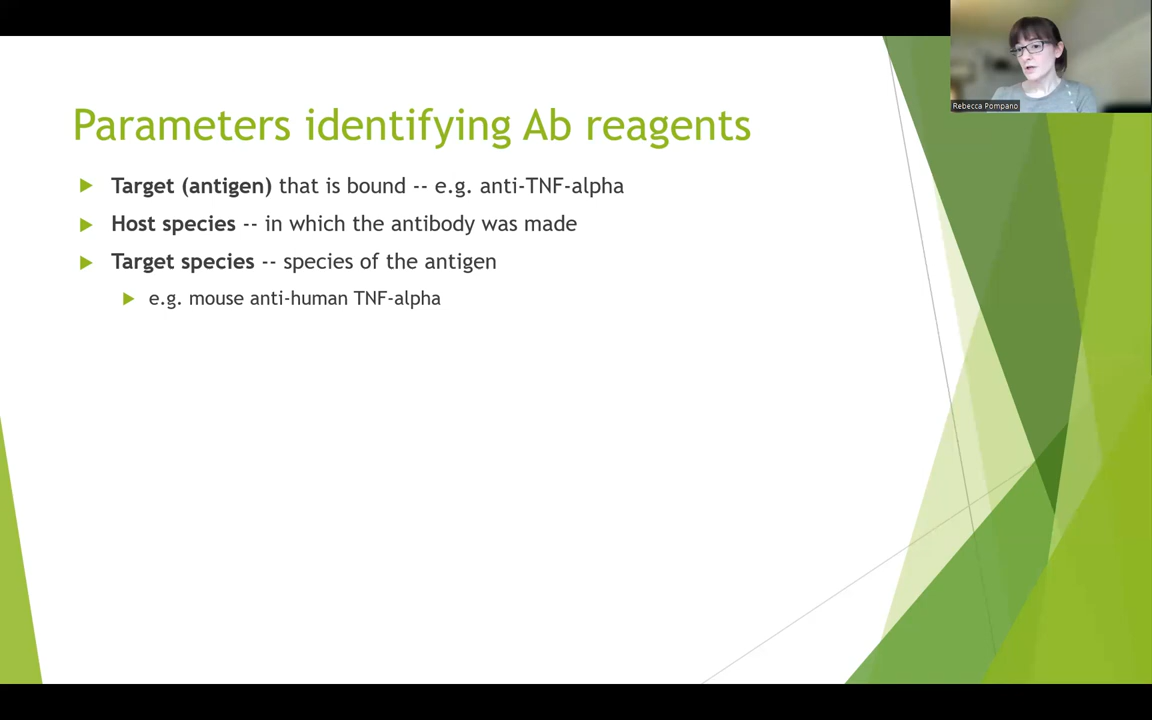 Rebecca Pompano
Parameters identifying Ab reagents
Target (antigen) that is bound -- e.g. anti-TNF-alpha
Host species -- in which the antibody was made
Target species -- species of the antigen
e.g. mouse anti-human TNF-alpha